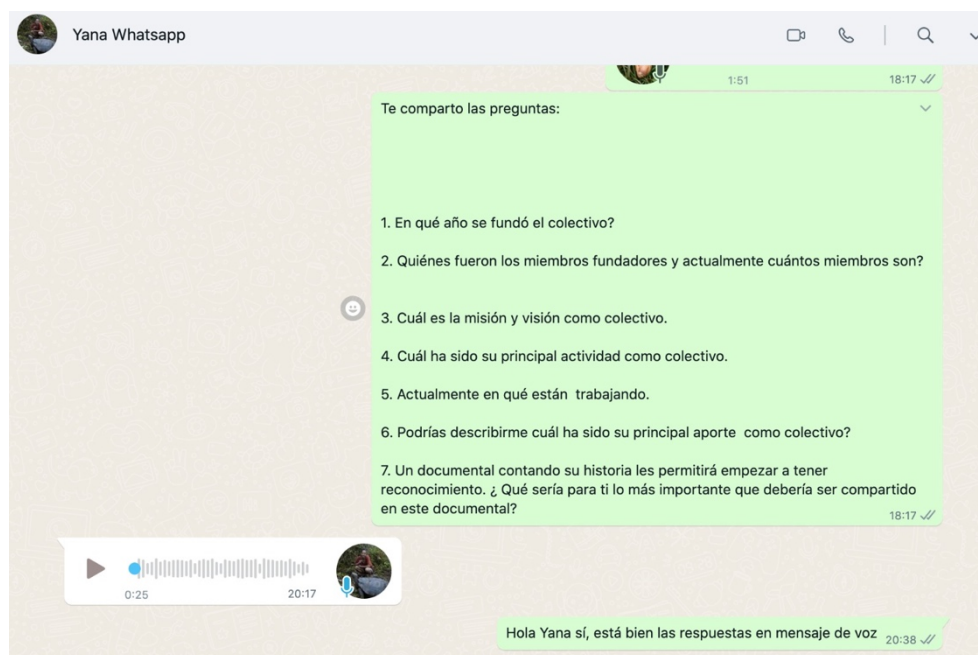 Yana Whatsapp
1:51
18:17
Te comparto las preguntas:
1. En qué año se fundó el colectivo?
2. Quiénes fueron los miembros fundadores y actualmente cuántos miembros son?
3. Cuál es la misión y visión como colectivo.
4. Cuál ha sido su principal actividad como colectivo.
5. Actualmente en qué están  trabajando.
6. Podrías describirme cuál ha sido su principal aporte  como colectivo?
7. Un documental contando su historia les permitirá empezar a tener
reconocimiento. ¿ Qué sería para ti lo más importante que debería ser compartido
en este documental?
18:17
0:25
20:17
Hola Yana sí, está bien las respuestas en mensaje de voz 20:38